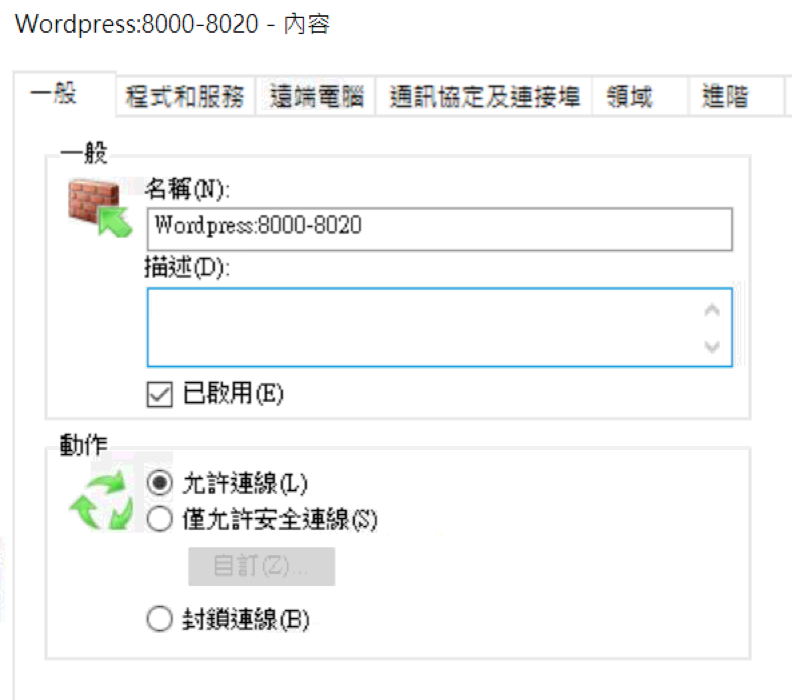 Wordpress:8000-8020 - 內容
一般 程式和服務 遠端電腦 通訊協定及連接埠 領域 進階
一般
名稱(N):
Wordpress:8000-8020
描述(D):
已啟用(E)
動作
允許連線(L)
僅允許安全連線(S)
自訂(Z)...
封鎖連線(B)